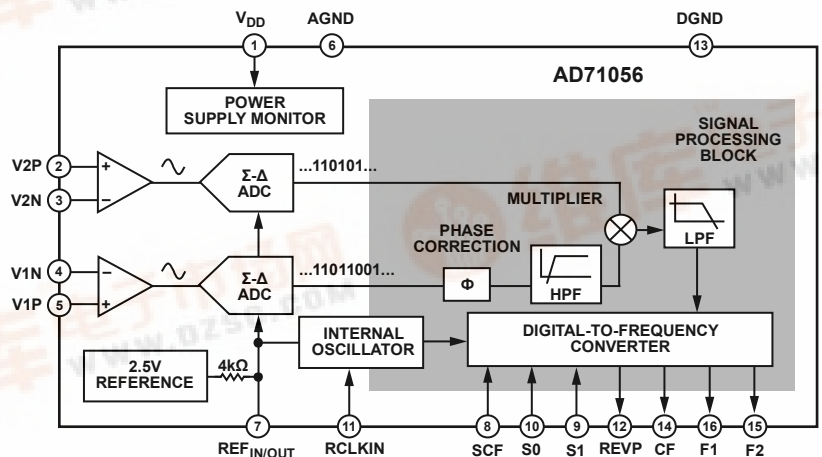 VDD
AGND
DGND
1
6
13
AD71056
POWER
SUPPLY MONITOR
SIGNAL
PROCESSING
BLOCK
V2P
2
+
Σ-Δ
ADC
...110101...
V2N
3
–
MULTIPLIER
LPF
PHASE
CORRECTION
V1N
4
–
Σ-Δ
ADC
...11011001...
Φ
HPF
V1P
5
+
INTERNAL
OSCILLATOR
DIGITAL-TO-FREQUENCY
CONVERTER
2.5V
REFERENCE
4kΩ
7
11
8
10
9
12
14
16
15
REFIN/OUT
RCLKIN
SCF
S0
S1
REVP
CF
F1
F2
WWW.DZSC.COM